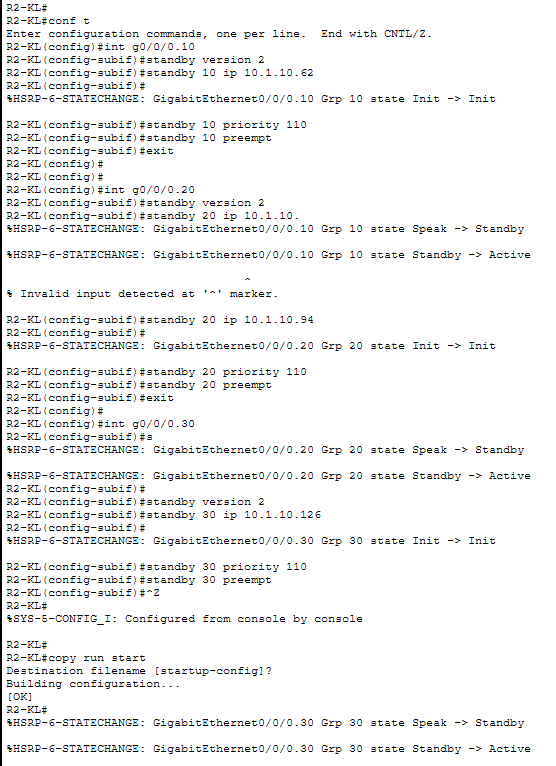 R2-KL#
R2-KL#conf t
Enter configuration commands, one per line.  End with CNTL/Z.
R2-KL(config)#int g0/0/0.10
R2-KL(config-subif)#standby version 2
R2-KL(config-subif)#standby 10 ip 10.1.10.62
R2-KL(config-subif)#
%HSRP-6-STATECHANGE: GigabitEthernet0/0/0.10 Grp 10 state Init -> Init
R2-KL(config-subif)#standby 10 priority 110
R2-KL(config-subif)#standby 10 preempt
R2-KL(config-subif)#exit
R2-KL(config)#
R2-KL(config)#
R2-KL(config)#int g0/0/0.20
R2-KL(config-subif)#standby version 2
R2-KL(config-subif)#standby 20 ip 10.1.10.
%HSRP-6-STATECHANGE: GigabitEthernet0/0/0.10 Grp 10 state Speak -> Standby
%HSRP-6-STATECHANGE: GigabitEthernet0/0/0.10 Grp 10 state Standby -> Active
^
% Invalid input detected at '^' marker.
R2-KL(config-subif)#standby 20 ip 10.1.10.94
R2-KL(config-subif)#
%HSRP-6-STATECHANGE: GigabitEthernet0/0/0.20 Grp 20 state Init -> Init
R2-KL(config-subif)#standby 20 priority 110
R2-KL(config-subif)#standby 20 preempt
R2-KL(config-subif)#exit
R2-KL(config)#
R2-KL(config)#int g0/0/0.30
R2-KL(config-subif)#s
%HSRP-6-STATECHANGE: GigabitEthernet0/0/0.20 Grp 20 state Speak -> Standby
%HSRP-6-STATECHANGE: GigabitEthernet0/0/0.20 Grp 20 state Standby -> Active
R2-KL(config-subif)#
R2-KL(config-subif)#standby version 2
R2-KL(config-subif)#standby 30 ip 10.1.10.126
R2-KL(config-subif)#
%HSRP-6-STATECHANGE: GigabitEthernet0/0/0.30 Grp 30 state Init -> Init
R2-KL(config-subif)#standby 30 priority 110
R2-KL(config-subif)#standby 30 preempt
R2-KL(config-subif)#^Z
R2-KL#
%SYS-5-CONFIG_I: Configured from console by console
R2-KL#
R2-KL#copy run start
Destination filename [startup-config]?
Building configuration...
[OK]
R2-KL#
%HSRP-6-STATECHANGE: GigabitEthernet0/0/0.30 Grp 30 state Speak -> Standby
%HSRP-6-STATECHANGE: GigabitEthernet0/0/0.30 Grp 30 state Standby -> Active